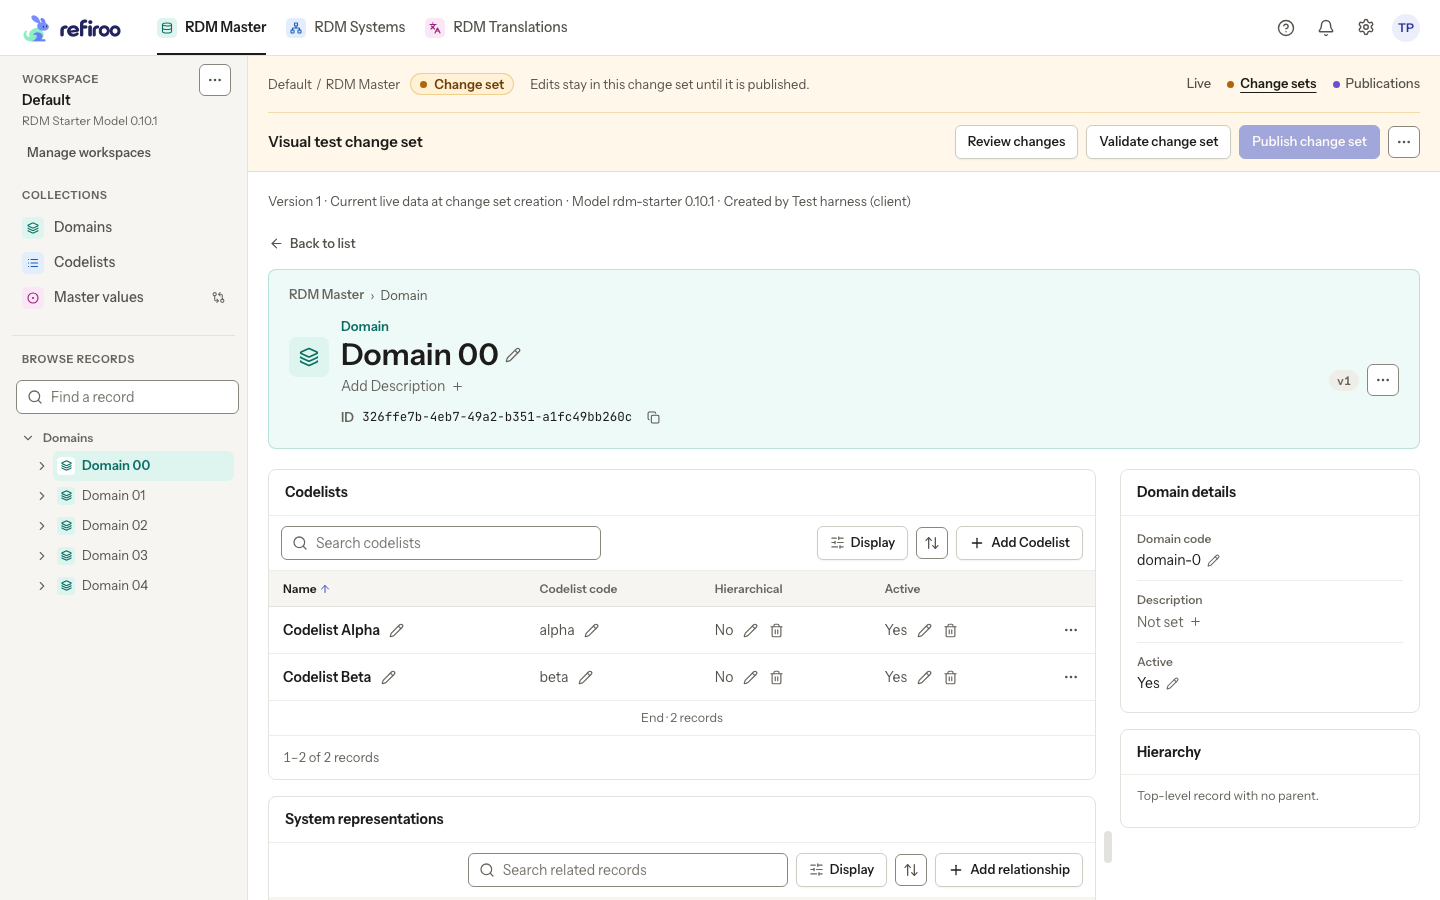 refiroo
RDM Master
RDM Systems
RDM Translations
TP
WORKSPACE
Default
RDM Starter Model 0.10.1
Manage workspaces
COLLECTIONS
Domains
Codelists
Master values
BROWSE RECORDS
Find a record
Domains
Domain 00
Domain 01
Domain 02
Domain 03
Domain 04
Default / RDM Master
Change set
Edits stay in this change set until it is published.
Live
Change sets
Publications
Visual test change set
Review changes
Validate change set
Publish change set
Version 1 · Current live data at change set creation · Model rdm-starter 0.10.1 · Created by Test harness (client)
Back to list
RDM Master › Domain
Domain
Domain 00
Add Description
ID 326ffe7b-4eb7-49a2-b351-a1fc49bb260c
v1
Codelists
Search codelists
Display
Add Codelist
Name Codelist code Hierarchical Active
Codelist Alpha alpha No Yes
Codelist Beta beta No Yes
End · 2 records
1–2 of 2 records
System representations
Search related records
Display
Add relationship
Domain details
Domain code
domain-0
Description
Not set
Active
Yes
Hierarchy
Top-level record with no parent.